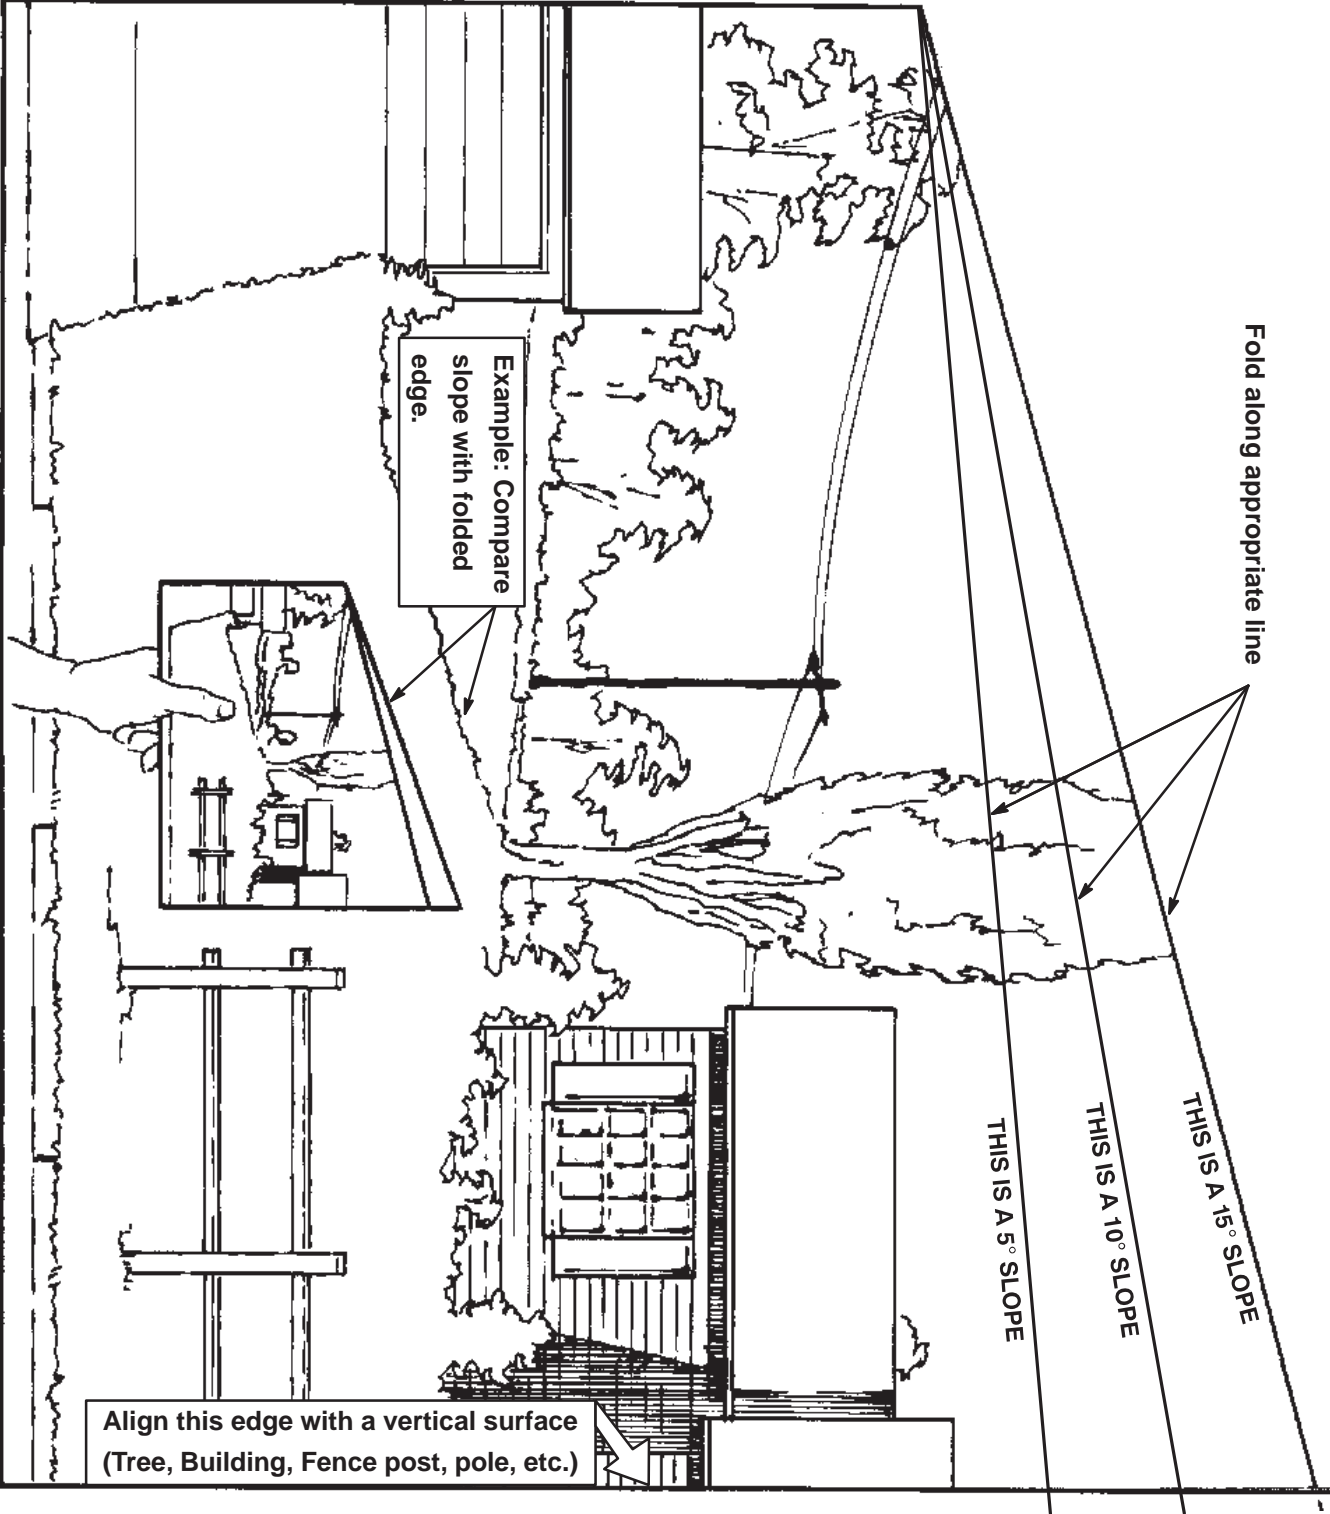 Fold along appropriate line
THIS IS A 15° SLOPE
THIS IS A 10° SLOPE
THIS IS A 5° SLOPE
Example: Compare
slope with folded
edge.
Align this edge with a vertical surface
(Tree, Building, Fence post, pole, etc.)